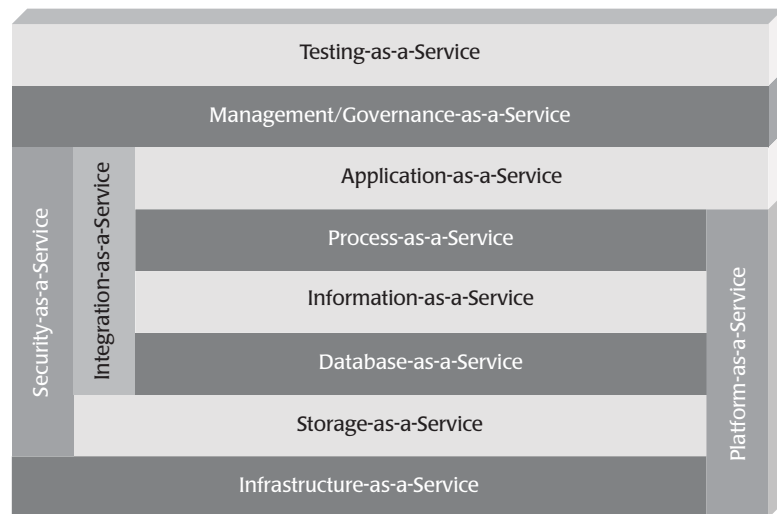 Testing-as-a-Service
Management/Governance-as-a-Service
Security-as-a-Service
Integration-as-a-Service
Application-as-a-Service
Process-as-a-Service
Information-as-a-Service
Database-as-a-Service
Storage-as-a-Service
Infrastructure-as-a-Service
Platform-as-a-Service